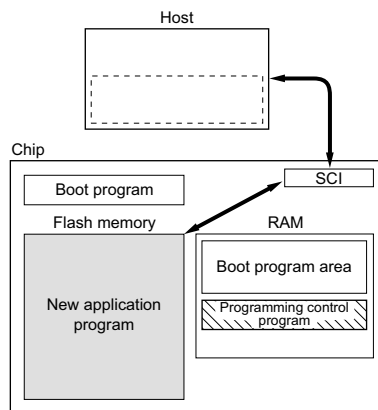 Host
Chip
SCI
Boot program
Flash memory
RAM
Boot program area
New application
program
Programming control
program